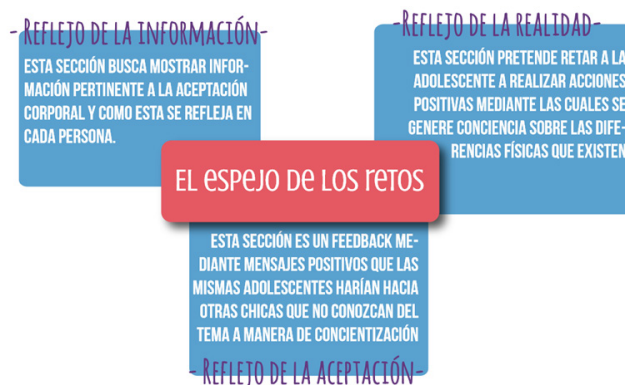 - REFLEJO DE LA INFORMACIÓN-
ESTA SECCIÓN BUSCA MOSTRAR INFOR-
MACIÓN PERTINENTE A LA ACEPTACIÓN
CORPORAL Y COMO ESTA SE REFLEJA EN
CADA PERSONA.
-REFLEJO DE LA REALIDAD-
ESTA SECCIÓN PRETENDE RETAR A LA
ADOLESCENTE A REALIZAR ACCIONES
POSITIVAS MEDIANTE LAS CUALES SE
GENERE CONCIENCIA SOBRE LAS DIFE-
RENCIAS FÍSICAS QUE EXISTEN
EL ESPEJO DE LOS RETOS
ESTA SECCIÓN ES UN FEEDBACK ME-
DIANTE MENSAJES POSITIVOS QUE LAS
MISMAS ADOLESCENTES HARÍAN HACIA
OTRAS CHICAS QUE NO CONOZCAN DEL
TEMA A MANERA DE CONCIENTIZACIÓN
- REFLEJO DE LA ACEPTACIÓN-